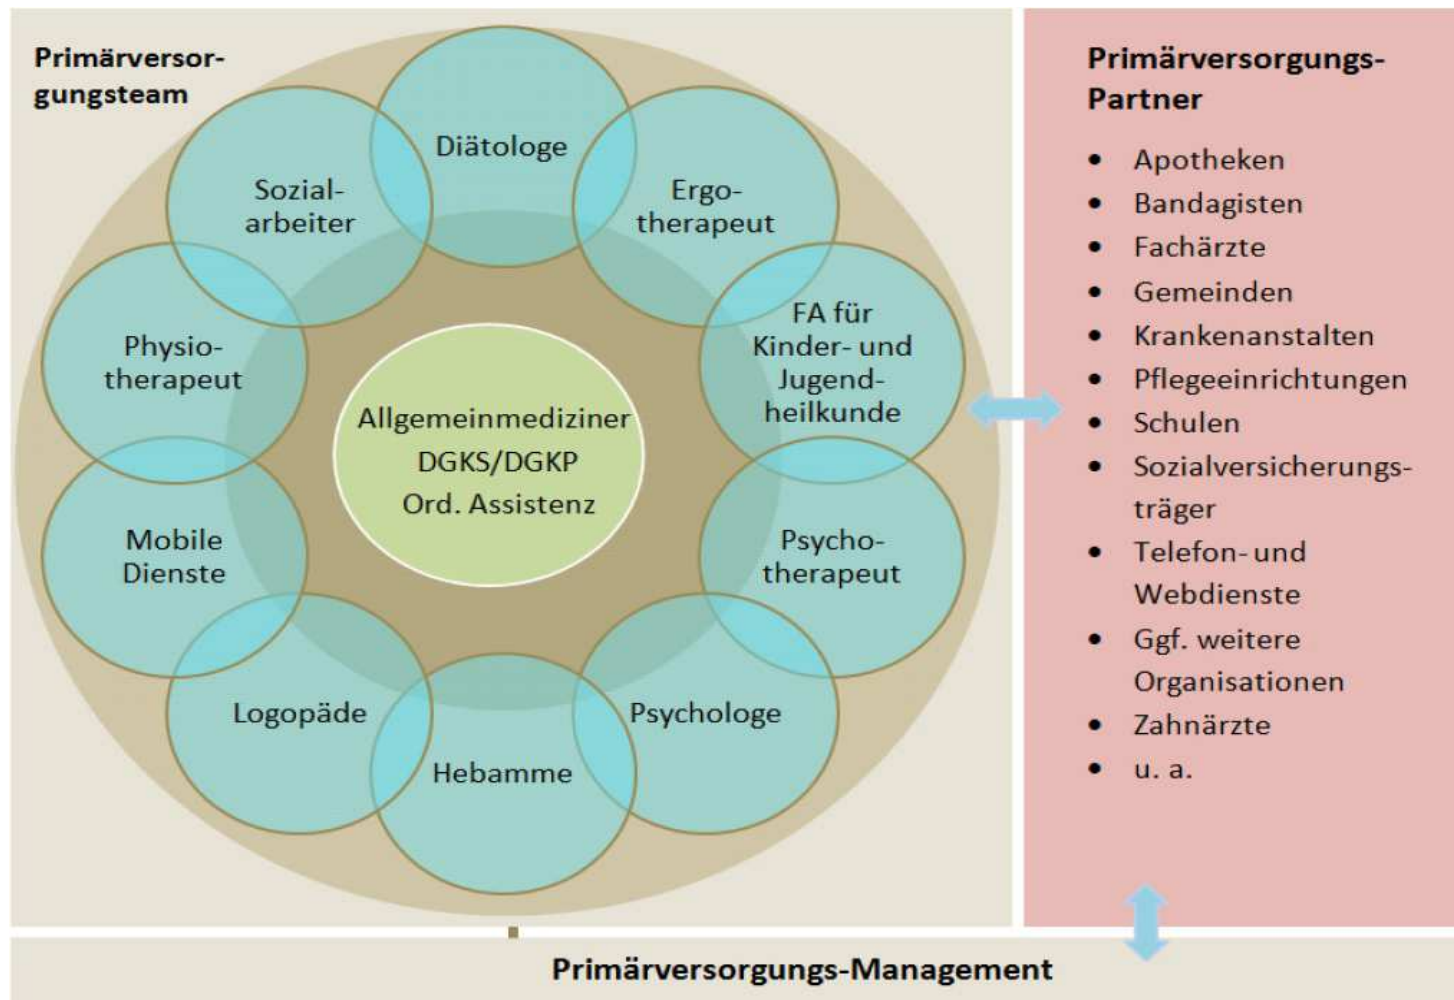 Primärversor-
gungsteam
Diätologe
Sozial-
arbeiter
Ergo-
therapeut
Physio-
therapeut
FA für
Kinder- und
Jugend-
heilkunde
Allgemeinmediziner
DGKS/DGKP
Ord. Assistenz
Mobile
Dienste
Psycho-
therapeut
Logopäde
Psychologe
Hebamme
Primärversorgungs-
Partner
• Apotheken
• Bandagisten
• Fachärzte
• Gemeinden
• Krankenanstalten
• Pflegeeinrichtungen
• Schulen
• Sozialversicherungs-
träger
• Telefon- und
Webdienste
• Ggf. weitere
Organisationen
• Zahnärzte
• u. a.
Primärversorgungs-Management